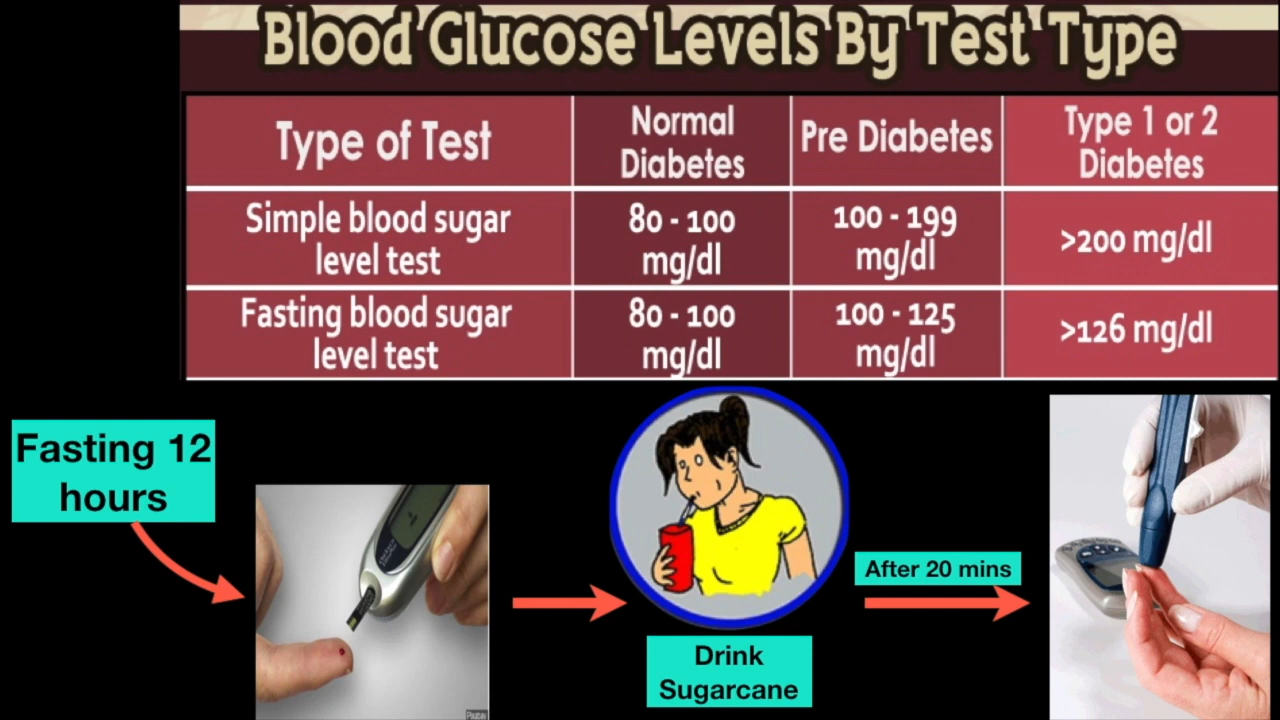 Blood Glucose Levels By Test Type
Type of Test
Normal
Diabetes
Pre Diabetes
Type 1 or 2
Diabetes
Simple blood sugar
level test
80 - 100
mg/dl
100 - 199
mg/dl
>200 mg/dl
Fasting blood sugar
level test
80 - 100
mg/dl
100 - 125
mg/dl
>126 mg/dl
Fasting 12
hours
Drink
Sugarcane
After 20 mins